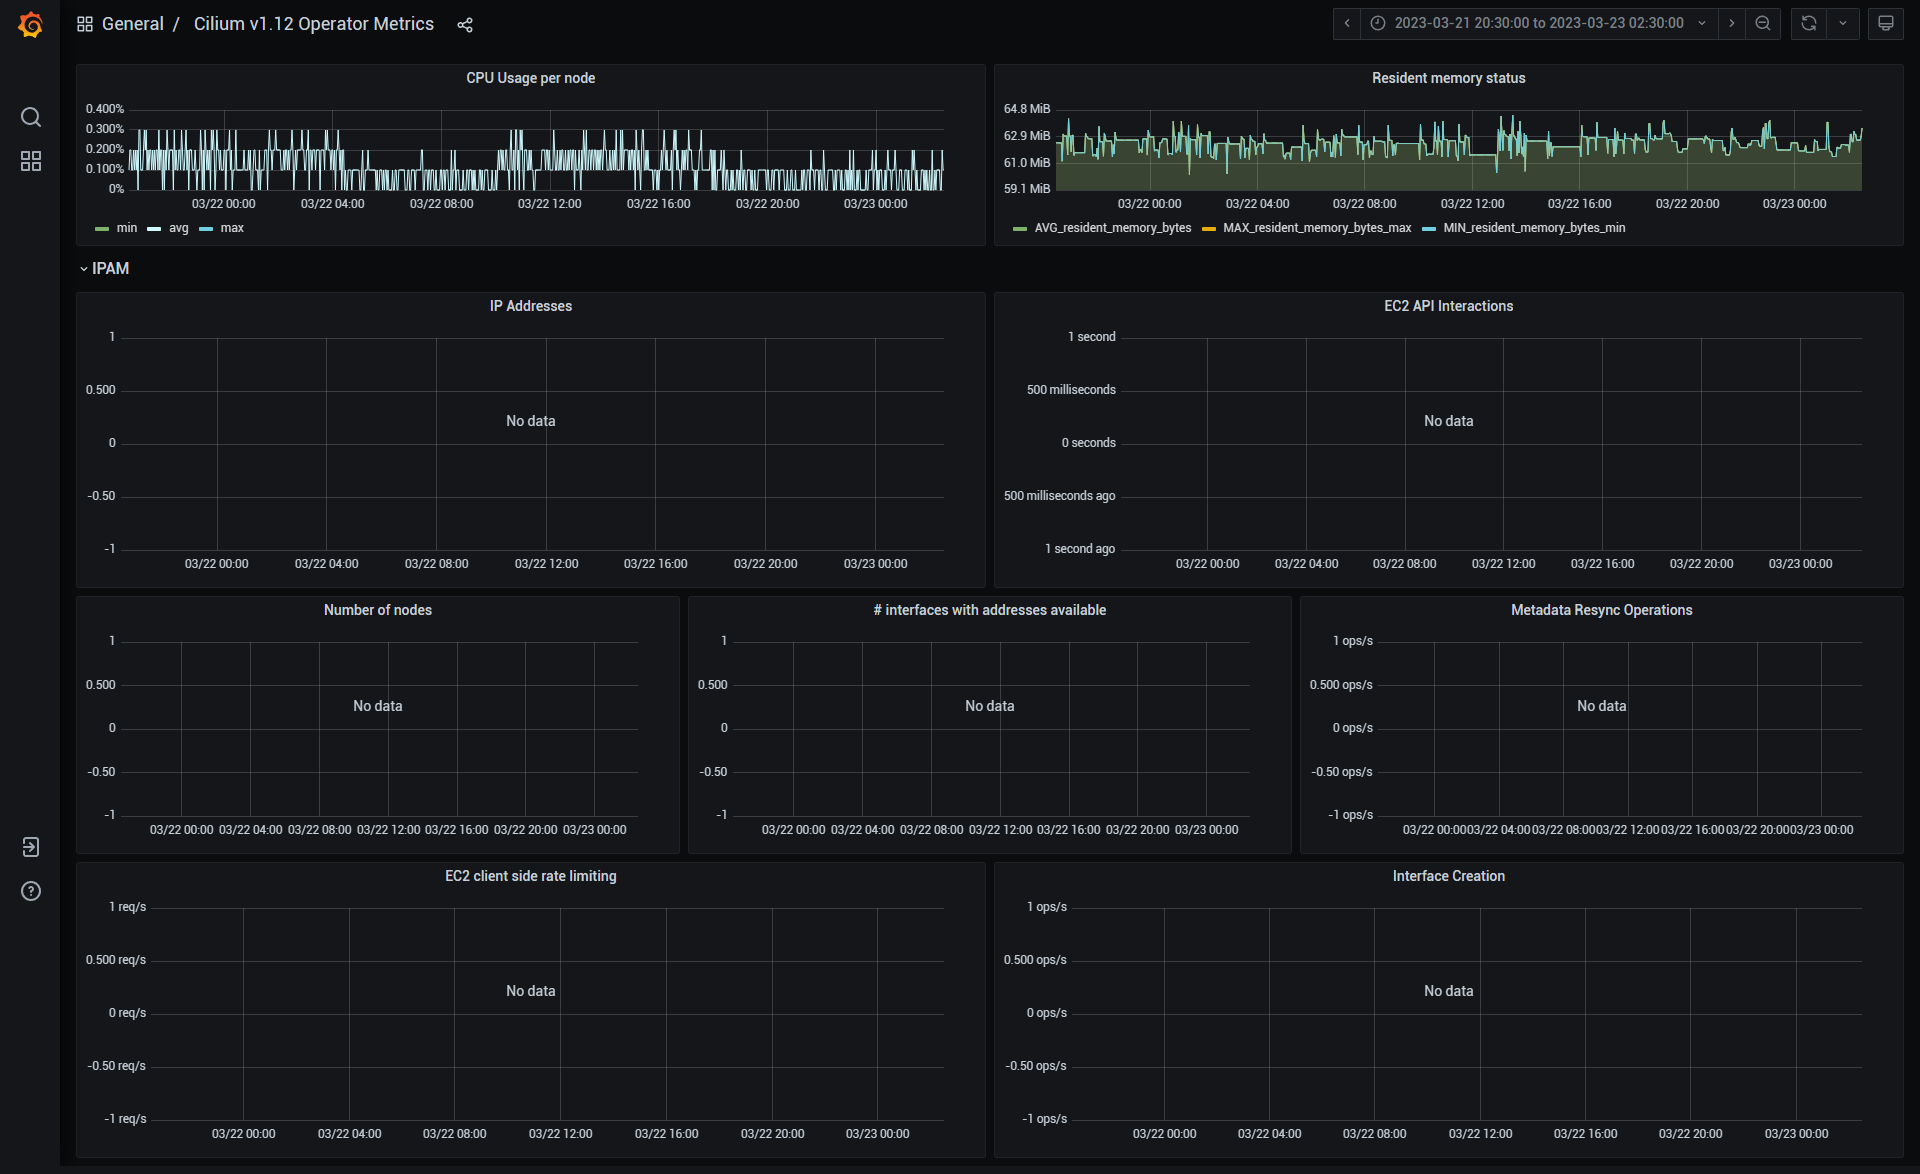 General / Cilium v1.12 Operator Metrics
2023-03-21 20:30:00 to 2023-03-23 02:30:00
CPU Usage per node
0.400%
0.300%
0.200%
0.100%
0%
03/22 00:00 03/22 04:00 03/22 08:00 03/22 12:00 03/22 16:00 03/22 20:00 03/23 00:00
min avg max
Resident memory status
64.8 MiB
62.9 MiB
61.0 MiB
59.1 MiB
03/22 00:00 03/22 04:00 03/22 08:00 03/22 12:00 03/22 16:00 03/22 20:00 03/23 00:00
AVG_resident_memory_bytes MAX_resident_memory_bytes_max MIN_resident_memory_bytes_min
IPAM
IP Addresses
1
0.500
No data
0
-0.50
-1
03/22 00:00 03/22 04:00 03/22 08:00 03/22 12:00 03/22 16:00 03/22 20:00 03/23 00:00
EC2 API Interactions
1 second
500 milliseconds
No data
0 seconds
500 milliseconds ago
1 second ago
03/22 00:00 03/22 04:00 03/22 08:00 03/22 12:00 03/22 16:00 03/22 20:00 03/23 00:00
Number of nodes
1
0.500
No data
0
-0.50
-1
03/22 00:00 03/22 04:00 03/22 08:00 03/22 12:00 03/22 16:00 03/22 20:00 03/23 00:00
# interfaces with addresses available
1
0.500
No data
0
-0.50
-1
03/22 00:00 03/22 04:00 03/22 08:00 03/22 12:00 03/22 16:00 03/22 20:00 03/23 00:00
Metadata Resync Operations
1 ops/s
0.500 ops/s
No data
0 ops/s
-0.50 ops/s
-1 ops/s
03/22 00:00 03/22 04:00 03/22 08:00 03/22 12:00 03/22 16:00 03/22 20:00 03/23 00:00
EC2 client side rate limiting
1 req/s
0.500 req/s
No data
0 req/s
-0.50 req/s
-1 req/s
03/22 00:00 03/22 04:00 03/22 08:00 03/22 12:00 03/22 16:00 03/22 20:00 03/23 00:00
Interface Creation
1 ops/s
0.500 ops/s
No data
0 ops/s
-0.50 ops/s
-1 ops/s
03/22 00:00 03/22 04:00 03/22 08:00 03/22 12:00 03/22 16:00 03/22 20:00 03/23 00:00